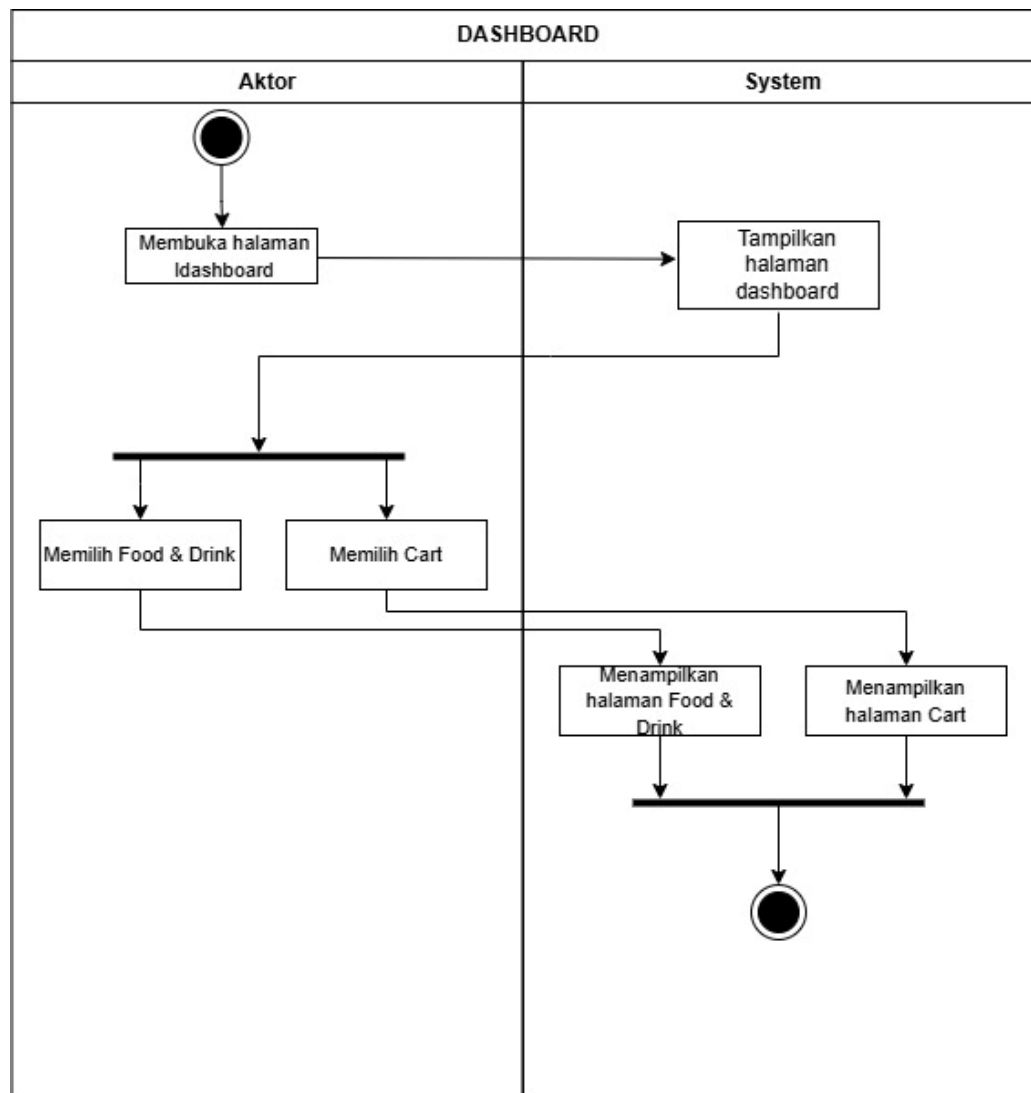 DASHBOARD
Aktor
System
Membuka halaman
ldashboard
Tampilkan
halaman
dashboard
Memilih Food & Drink
Memilih Cart
Menampilkan
halaman Food &
Drink
Menampilkan
halaman Cart